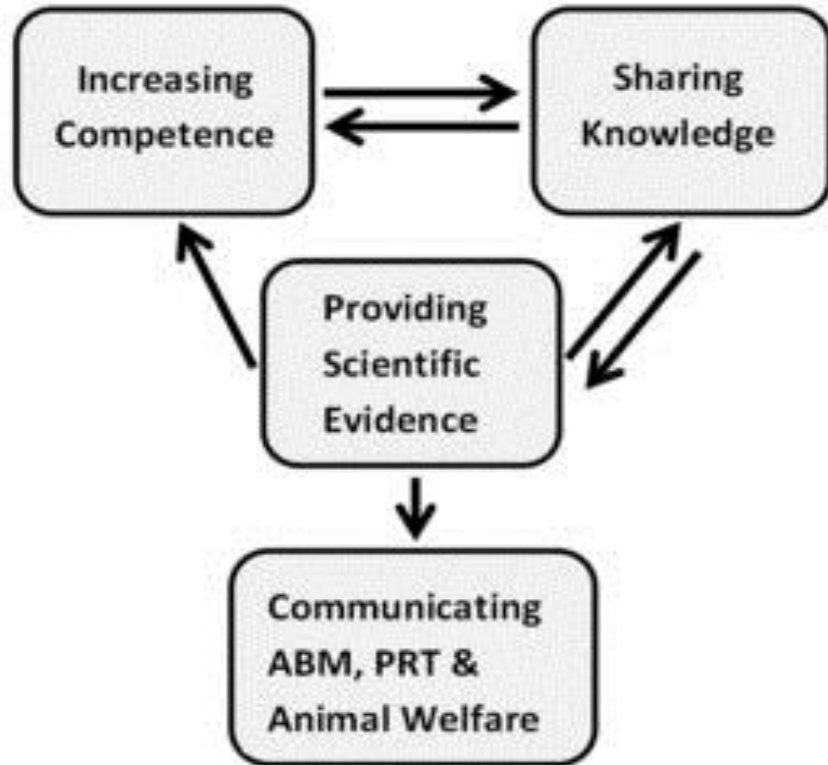 Increasing
Competence
Sharing
Knowledge
Providing
Scientific
Evidence
Communicating
ABM, PRT &
Animal Welfare